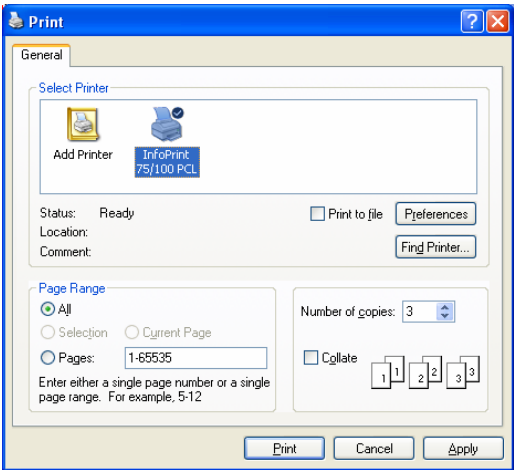 Print
General
Select Printer
Add Printer
InfoPrint
75/100 PCL
Status: Ready
Print to file
Preferences
Location:
Comment:
Find Printer...
Page Range
All
Selection
Current Page
Pages: 1-65535
Enter either a single page number or a single
page range. For example, 5-12
Number of copies: 3
Collate
1 1 2 2 3 3
Print
Cancel
Apply